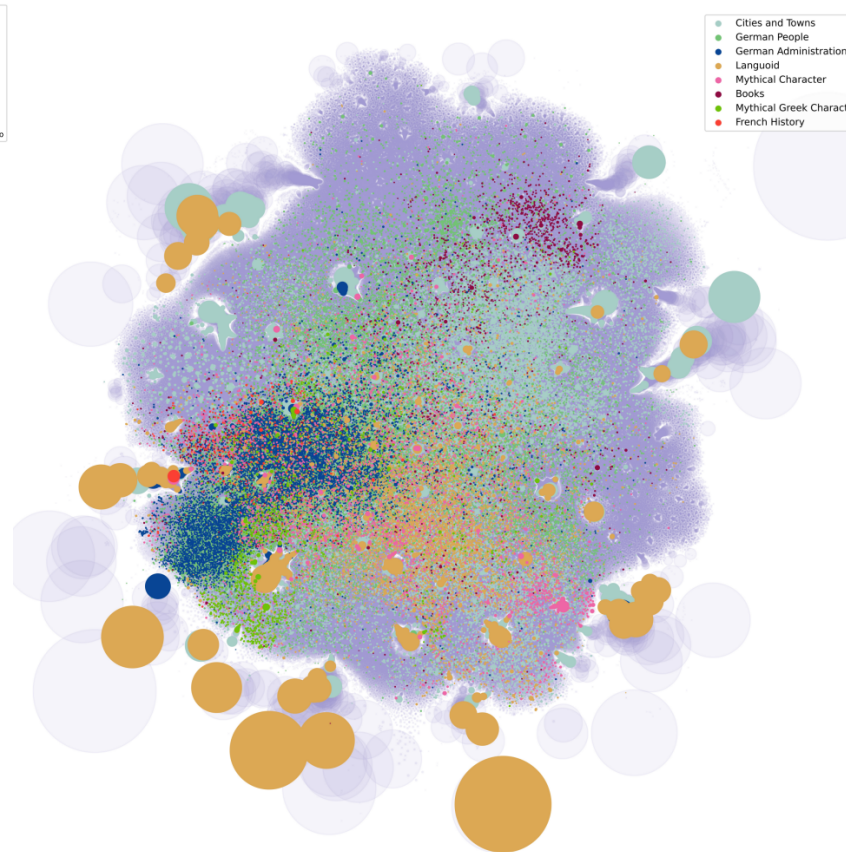 Cities and Towns
German People
German Administration
Languoid
Mythical Character
Books
Mythical Greek Charact
French History